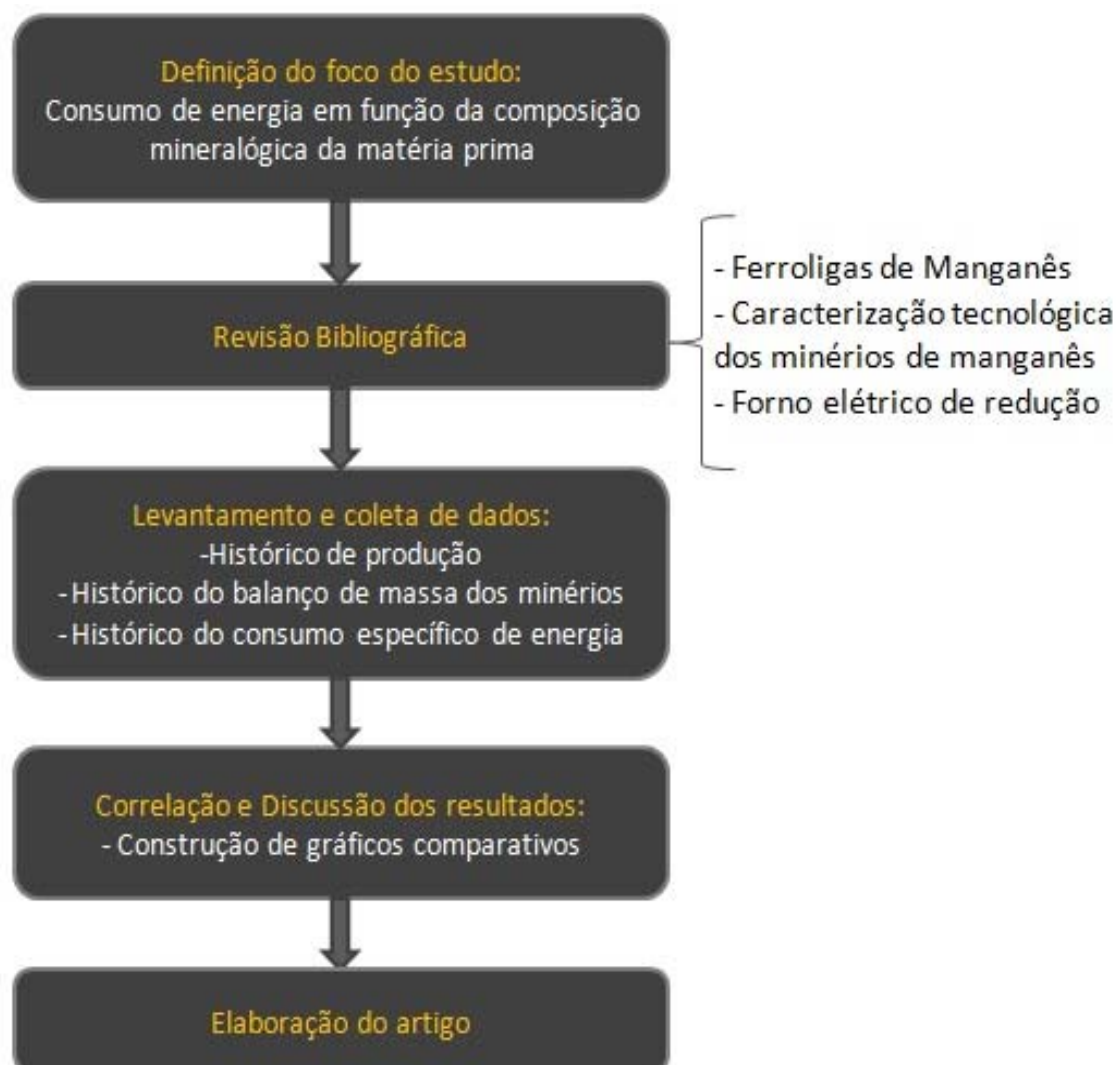 Definição do foco do estudo:
Consumo de energia em função da composição
mineralógica da matéria prima
Revisão Bibliográfica
- Ferroligas de Manganês
- Caracterização tecnológica
dos minérios de manganês
- Forno elétrico de redução
Levantamento e coleta de dados:
-Histórico de produção
-Histórico do balanço de massa dos minérios
-Histórico do consumo específico de energia
Correlação e Discussão dos resultados:
- Construção de gráficos comparativos
Elaboração do artigo